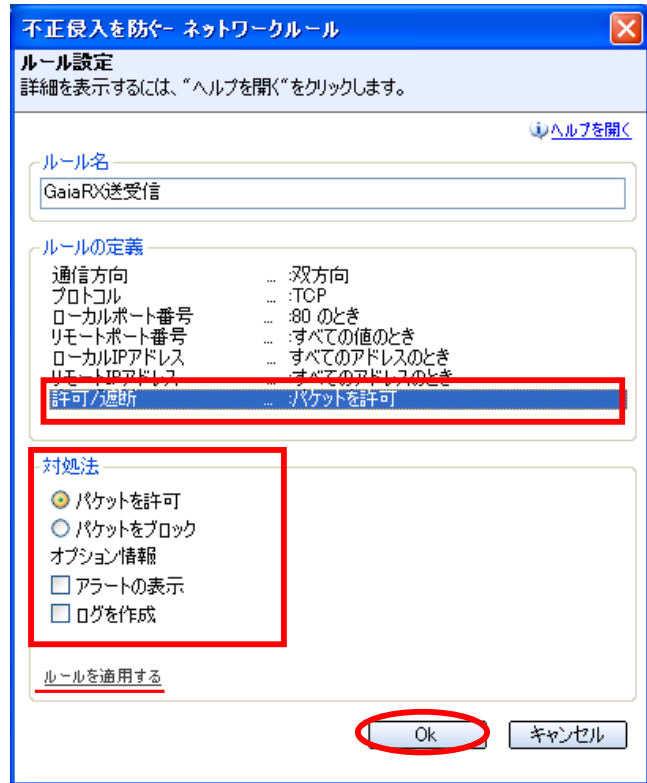 不正侵入を防ぐ- ネットワークルール
ルール設定
詳細を表示するには、“ヘルプを開く“をクリックします。
ヘルプを開く
ルール名
GaiaRX送受信
ルールの定義
通信方向 ... :双方向
プロトコル ... :TCP
ローカルポート番号 ... :80 のとき
リモートポート番号 ... :すべての値のとき
ローカルIPアドレス ... すべてのアドレスのとき
リモートIPアドレス ... :すべてのアドレスのとき
許可/遮断 ... :パケットを許可
対処法
パケットを許可
パケットをブロック
オプション情報
アラートの表示
ログを作成
ルールを適用する
Ok キャンセル